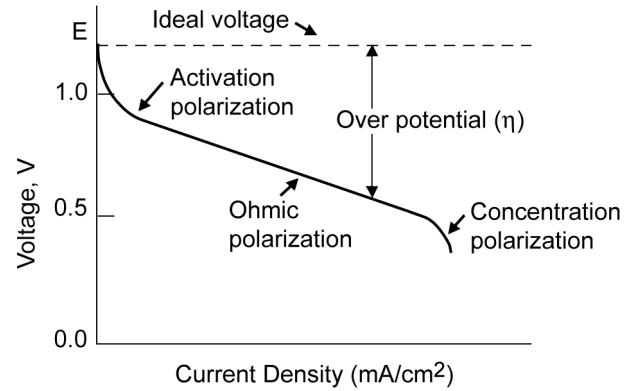 E
Ideal voltage
Activation
polarization
1.0
Over potential (η)
Voltage, V
0.5
Ohmic
polarization
Concentration
polarization
0.0
Current Density (mA/cm²)